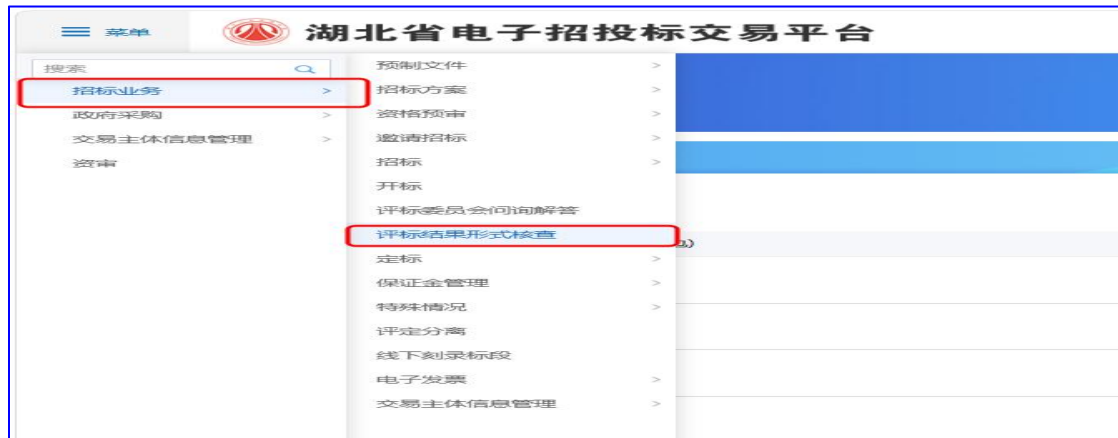 菜单
湖北省电子招投标交易平台
搜索
招标业务
政府采购
交易主体信息管理
资审
预制文件
招标方案
资格预审
邀请招标
招标
开标
评标委员会问询解答
评标结果形式核查
定标
保证金管理
特殊情况
评定分离
线下刻录标段
电子发票
交易主体信息管理
包)